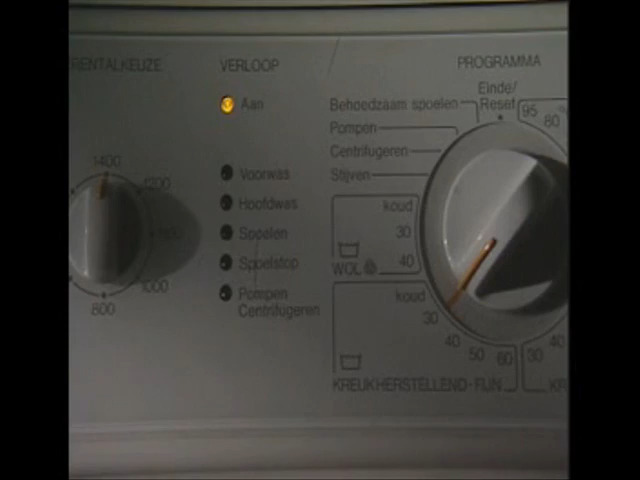 RENTALKEUZE
1400
1200
1000
800
VERLOOP
Aan
Voorwas
Hoofdwas
Spoelen
Spoelstop
Pompen
Centrifugeren
PROGRAMMA
Einde/
Reset
Behoedzaam spoelen
Pompen
Centrifugeren
Stijven
95
80
koud
30
40
WOL
koud
30
40
50
60
KREUKHERSTELLEND-FIJN
30
40
KR